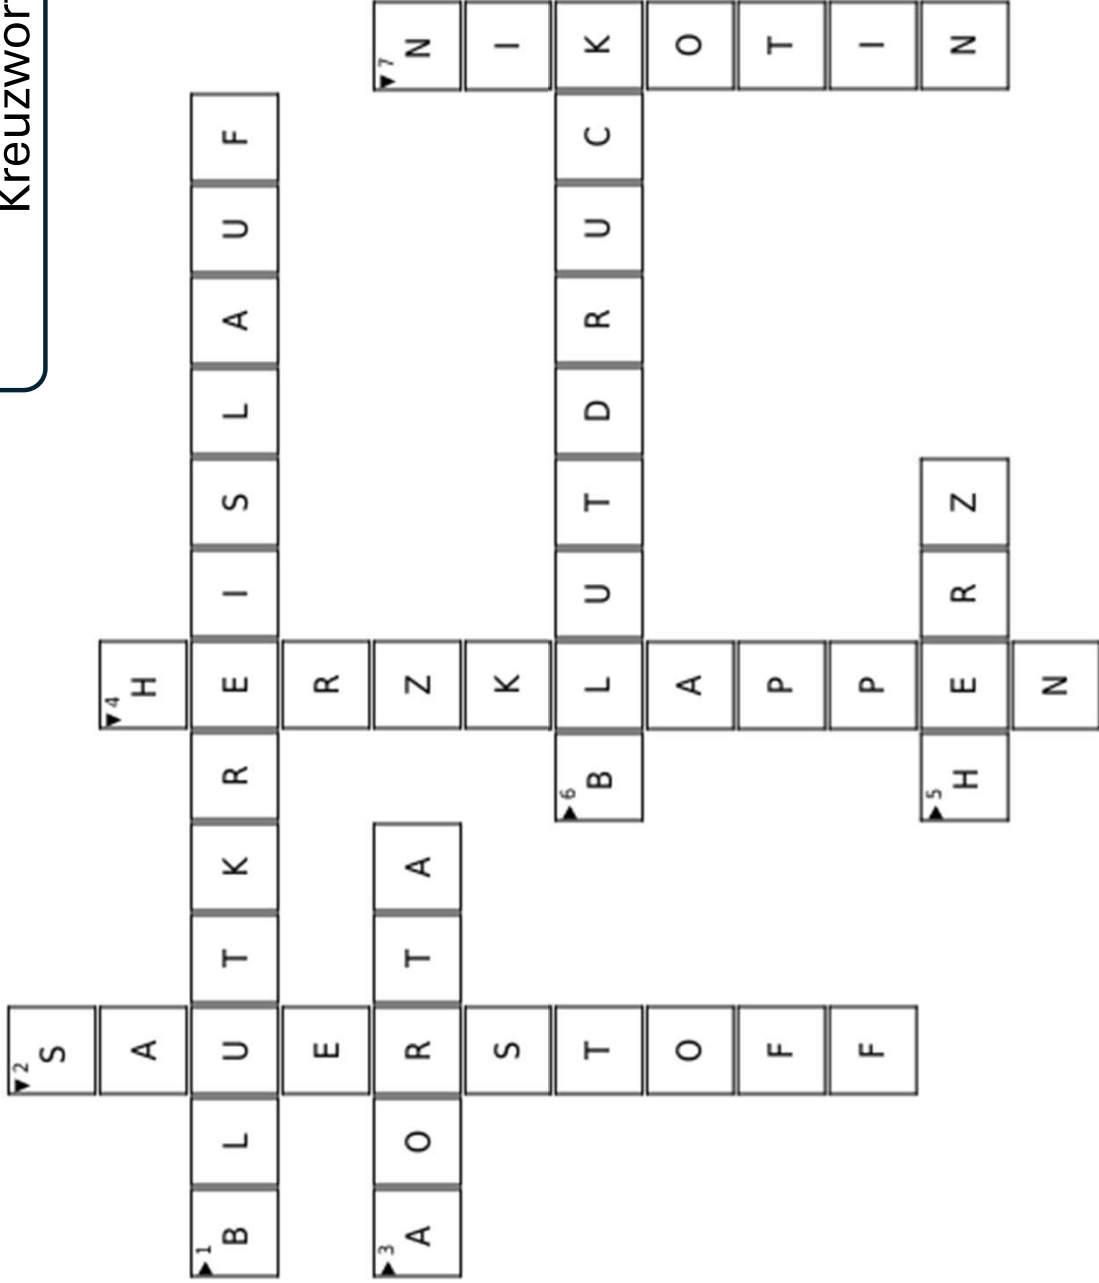 Kreuzwor
1 BLUTKREISLAUF
2 SAUERSTOFF
3 AORTA
4 HERZKLAPPEN
5 HERZ
6 BLUTDRUCK
7 NIKOTIN